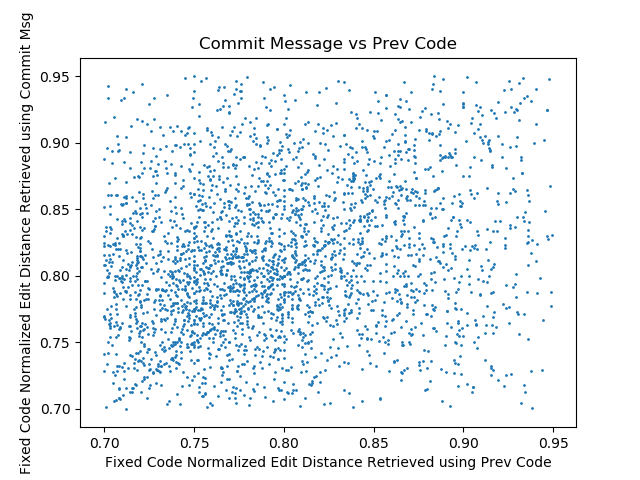 Commit Message vs Prev Code
Fixed Code Normalized Edit Distance Retrieved using Commit Msg
0.95
0.90
0.85
0.80
0.75
0.70
0.70 0.75 0.80 0.85 0.90 0.95
Fixed Code Normalized Edit Distance Retrieved using Prev Code